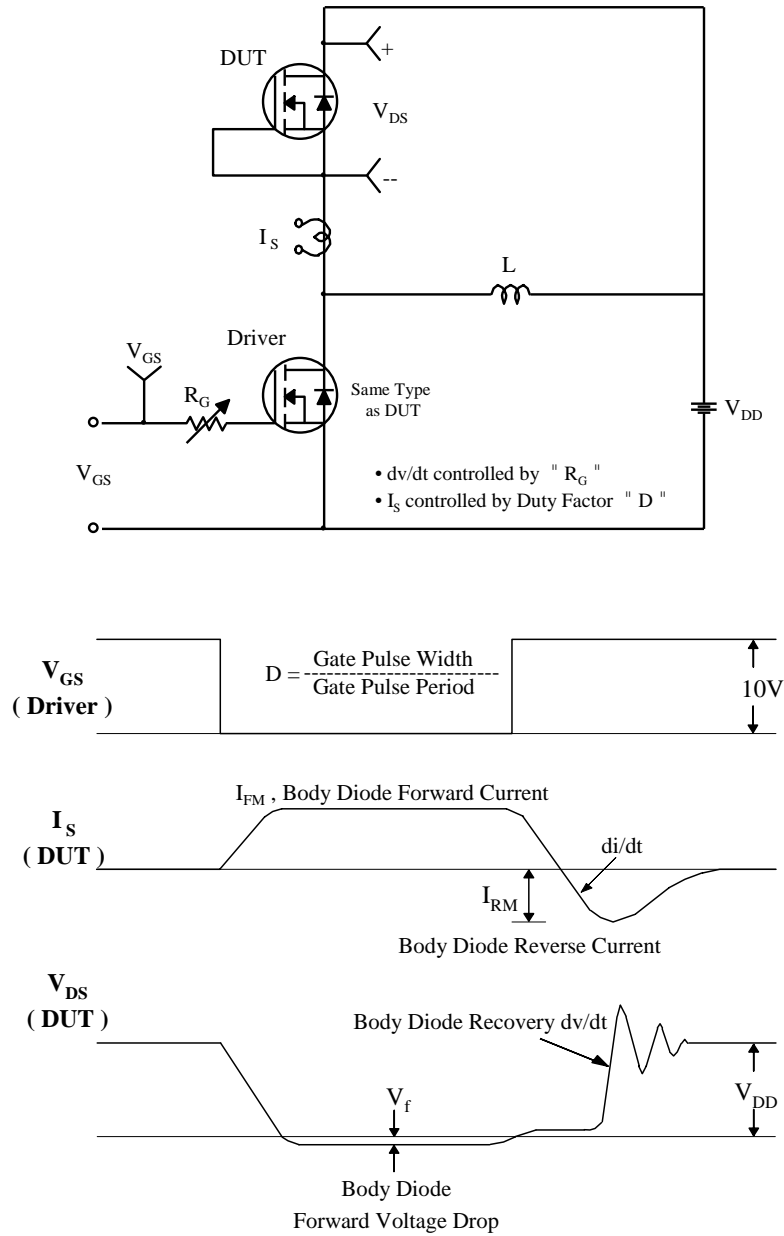 DUT
+
V_DS
--
I_S
L
Driver
V_GS
R_G
Same Type
as DUT
V_DD
V_GS
• dv/dt controlled by " R_G "
• I_S controlled by Duty Factor " D "
V_GS
( Driver )
D = Gate Pulse Width
Gate Pulse Period
10V
I_FM , Body Diode Forward Current
I_S
( DUT )
di/dt
I_RM
Body Diode Reverse Current
V_DS
( DUT )
Body Diode Recovery dv/dt
V_f
V_DD
Body Diode
Forward Voltage Drop